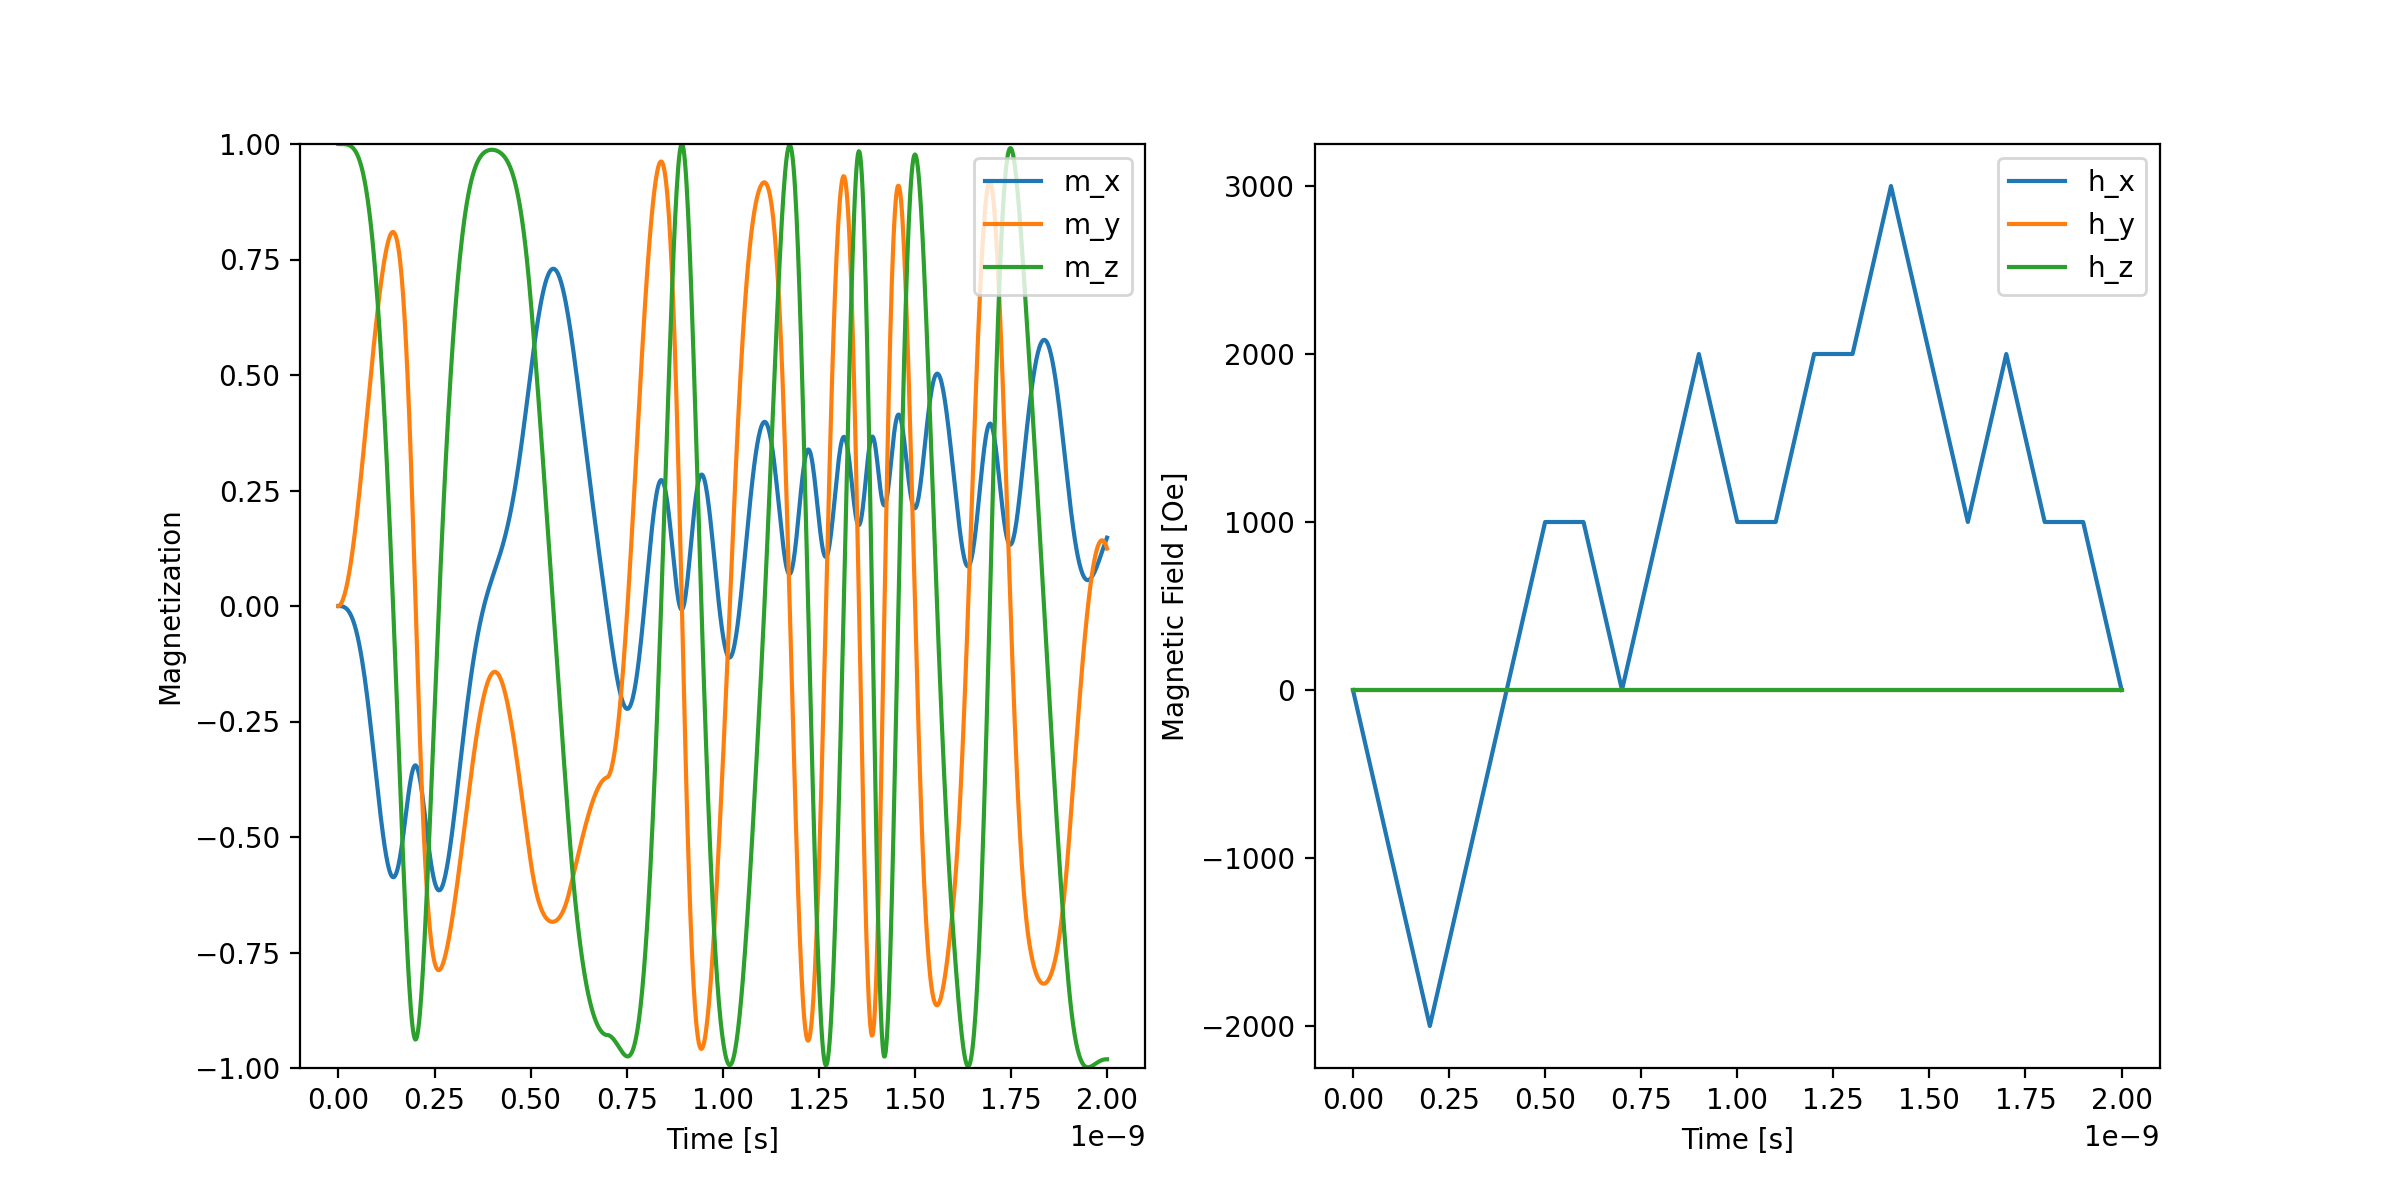 1.00
0.75
0.50
0.25
0.00
−0.25
−0.50
−0.75
−1.00
Magnetization
0.00 0.25 0.50 0.75 1.00 1.25 1.50 1.75 2.00
Time [s]
1e−9
m_x
m_y
m_z
3000
2000
1000
0
−1000
−2000
Magnetic Field [Oe]
0.00 0.25 0.50 0.75 1.00 1.25 1.50 1.75 2.00
Time [s]
1e−9
h_x
h_y
h_z